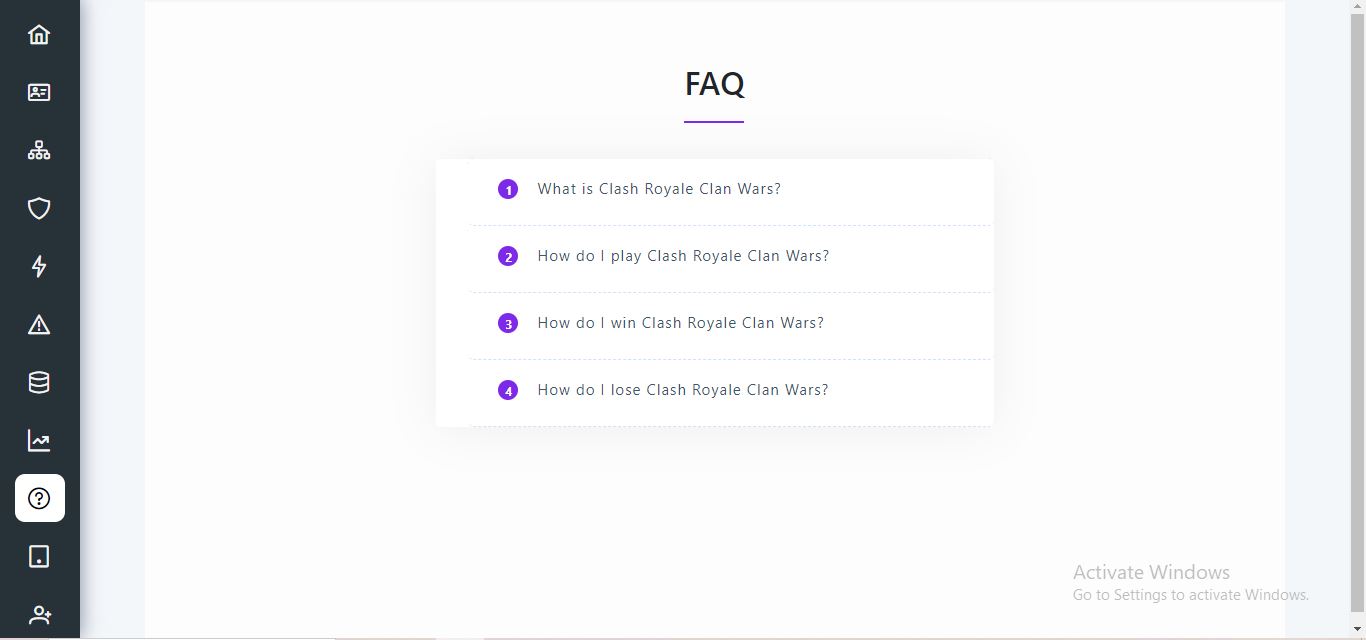 FAQ
1 What is Clash Royale Clan Wars?
2 How do I play Clash Royale Clan Wars?
3 How do I win Clash Royale Clan Wars?
4 How do I lose Clash Royale Clan Wars?
Activate Windows
Go to Settings to activate Windows.